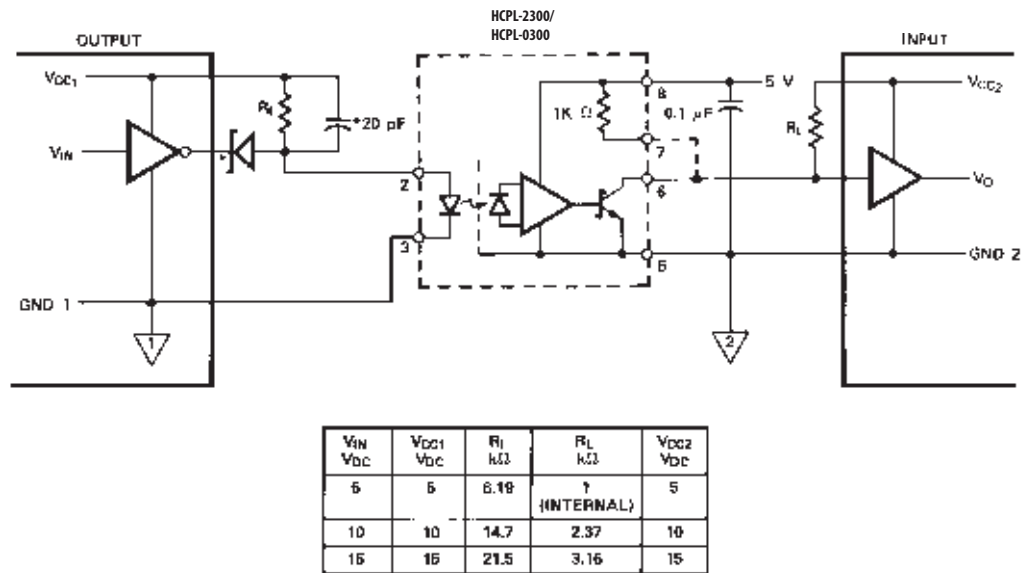 HCPL-2300/
HCPL-0300
OUTPUT
INPUT
VCC1
R1
*20 pF
VIN
GND 1
1
2
3
8
7
6
5
1K Ω
0.1 µF
5 V
RL
VCC2
VO
GND 2
2
VIN VDC VCC1 VDC R1 kΩ RL kΩ VCC2 VDC
5 5 6.19 1 (INTERNAL) 5
10 10 14.7 2.37 10
15 15 21.5 3.16 15